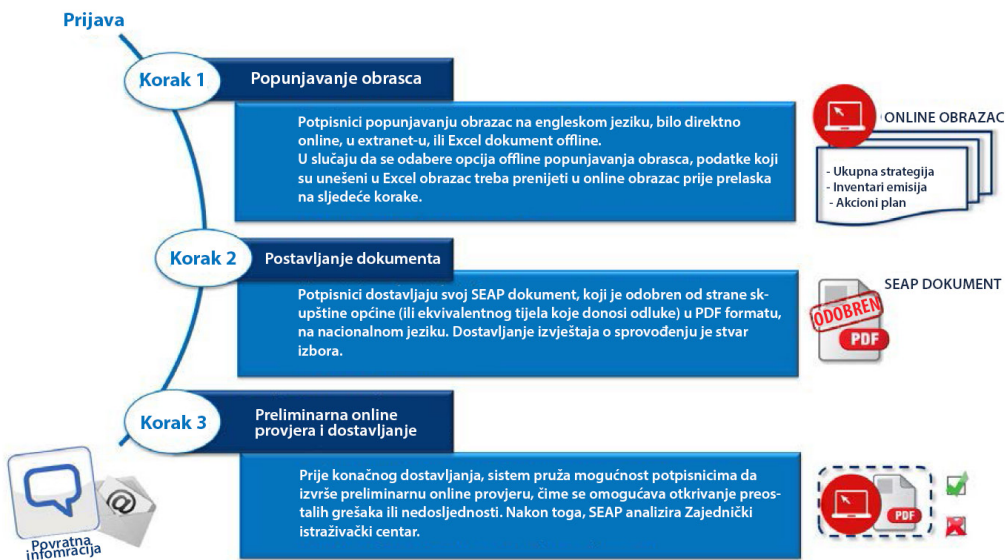 Prijava
Korak 1
Popunjavanje obrasca
Potpisnici popunjavanju obrazac na engleskom jeziku, bilo direktno
online, u extranet-u, ili Excel dokument offline.
U slučaju da se odabere opcija offline popunjavanja obrasca, podatke koji
su unešeni u Excel obrazac treba prenijeti u online obrazac prije prelaska
na sljedeće korake.
ONLINE OBRAZAC
- Ukupna strategija
- Inventari emisija
- Akcioni plan
Korak 2
Postavljanje dokumenta
Potpisnici dostavljaju svoj SEAP dokument, koji je odobren od strane sk-
upštine općine (ili ekvivalentnog tijela koje donosi odluke) u PDF formatu,
na nacionalnom jeziku. Dostavljanje izvještaja o sprovođenju je stvar
izbora.
SEAP DOKUMENT
ODOBREN
PDF
Korak 3
Preliminarna online
provjera i dostavljanje
Prije konačnog dostavljanja, sistem pruža mogućnost potpisnicima da
izvrše preliminarnu online provjeru, čime se omogućava otkrivanje preos-
talih grešaka ili nedosljednosti. Nakon toga, SEAP analizira Zajednički
istraživački centar.
PDF
@
Povratna
infomracija